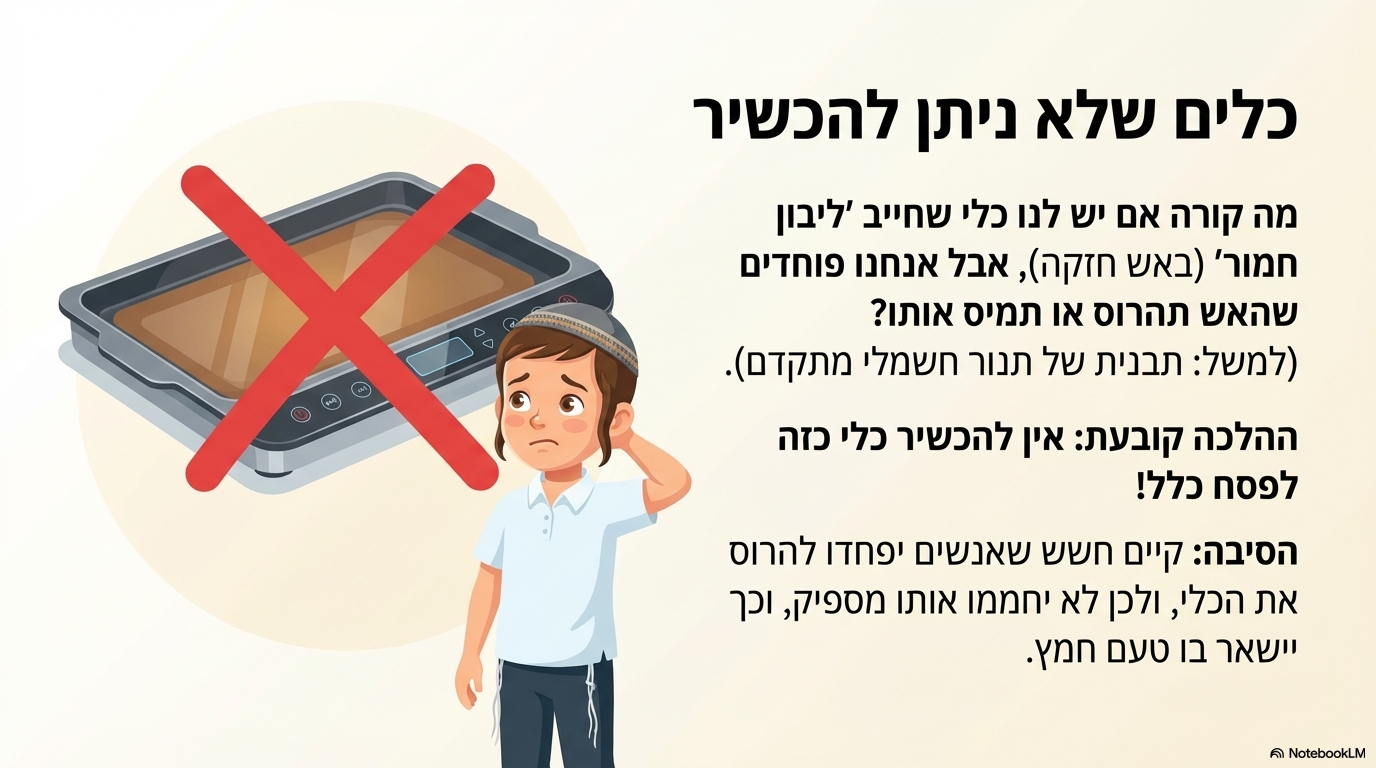 כלים שלא ניתן להכשיר
מה קורה אם יש לנו כלי שחייב 'ליבון
חמור' (באש חזקה), אבל אנחנו פוחדים
שהאש תהרוס או תמיס אותו?
(למשל: תבנית של תנור חשמלי מתקדם).
ההלכה קובעת: אין להכשיר כלי כזה
לפסח כלל!
הסיבה: קיים חשש שאנשים יפחדו להרוס
את הכלי, ולכן לא יחממו אותו מספיק, וכך
יישאר בו טעם חמץ.
NotebookLM